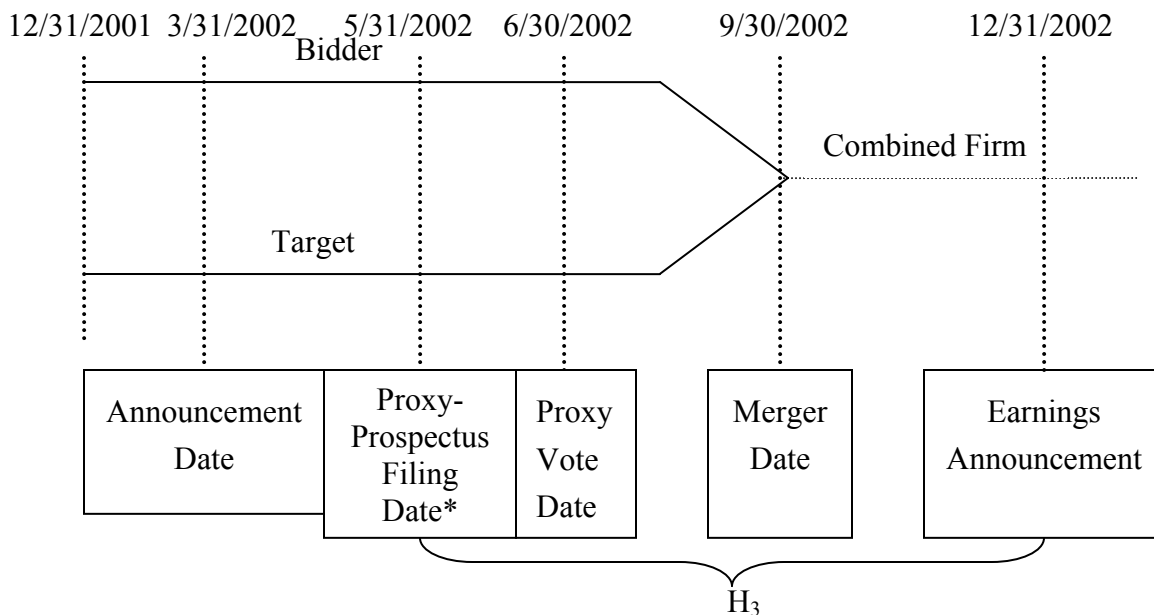 12/31/2001 3/31/2002 5/31/2002 6/30/2002 9/30/2002 12/31/2002
Bidder
Combined Firm
Target
Announcement
Date
Proxy-
Prospectus
Filing
Date*
Proxy
Vote
Date
Merger
Date
Earnings
Announcement
H₃